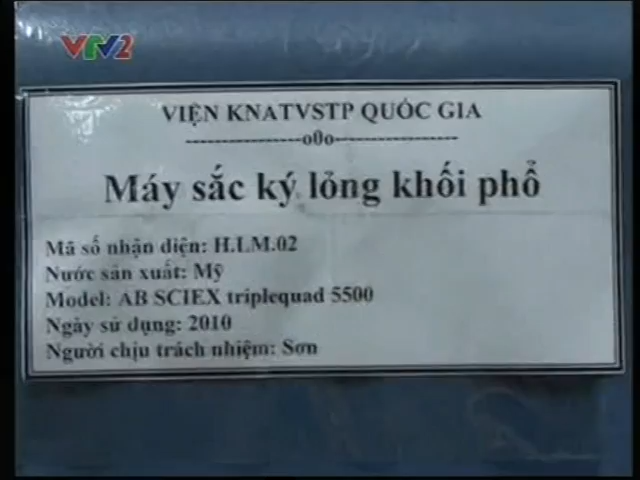 VTV2
VIỆN KNATVSTP QUỐC GIA
------------------o0o------------------
Máy sắc ký lỏng khối phổ
Mã số nhận diện: H.LM.02
Nước sản xuất: Mỹ
Model: AB SCIEX triplequad 5500
Ngày sử dụng: 2010
Người chịu trách nhiệm: Sơn